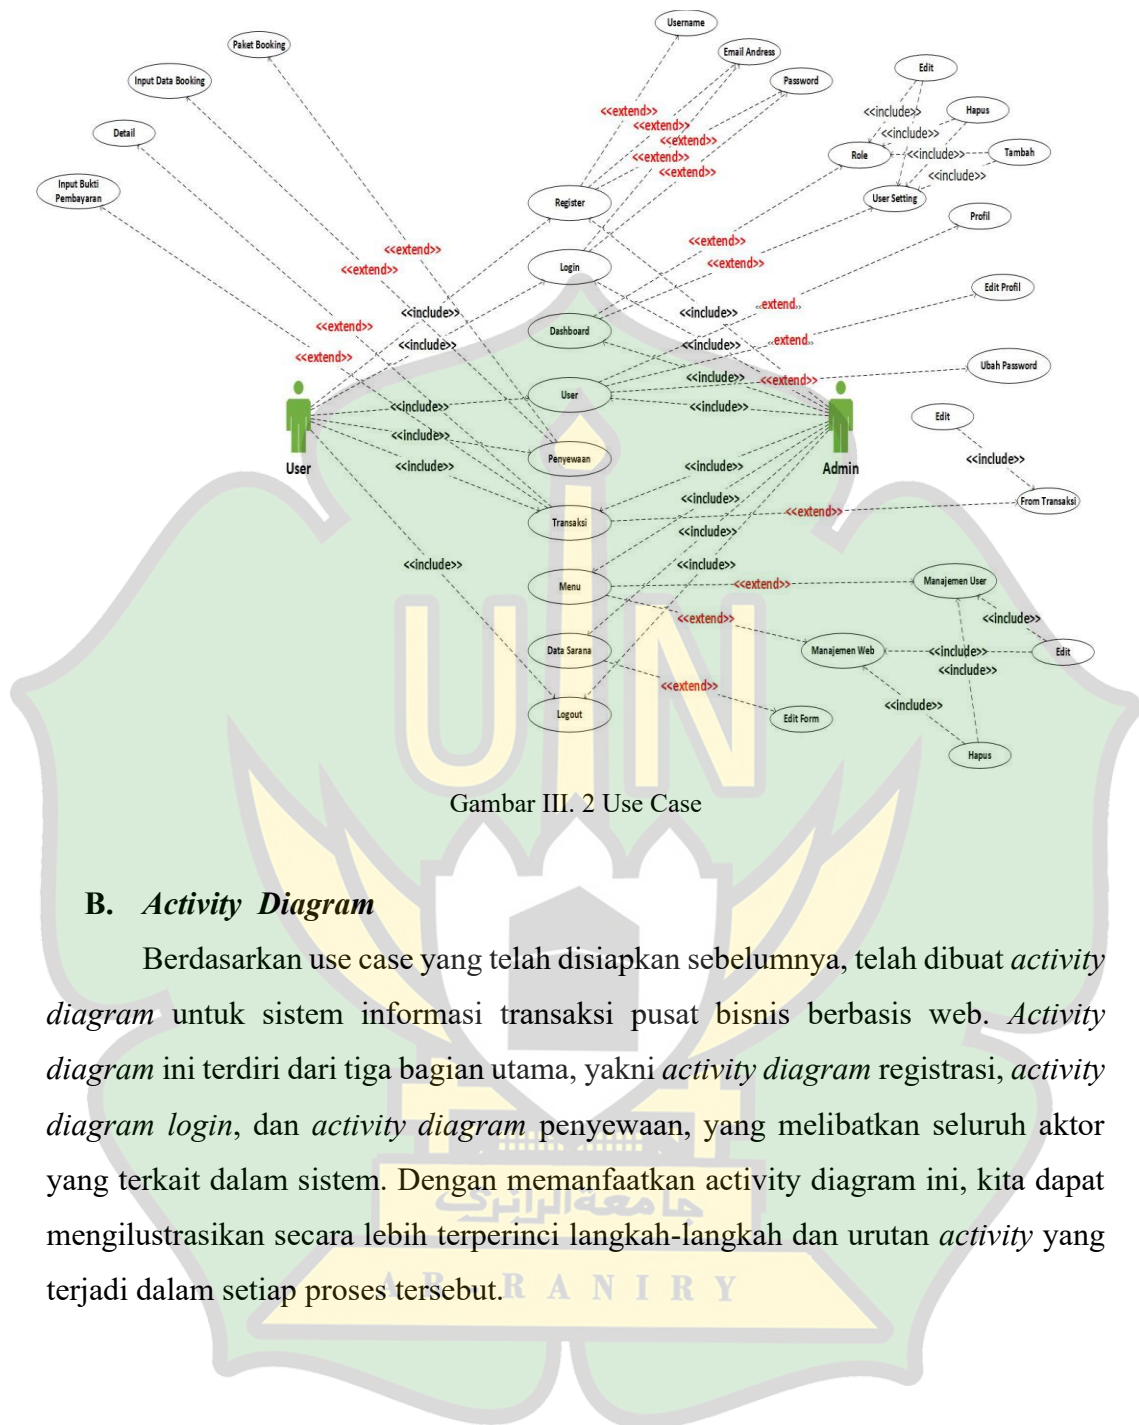 Username
Paket Booking
Email Andress
Edit
Input Data Booking
Password
<<extend>>
<<include>>
Hapus
Detail
<<extend>>
<<include>>
<<extend>>
Role
<<include>>
Tambah
<<extend>>
<<extend>>
<<include>>
Input Bukti
Pembayaran
Register
User Setting
Profil
<<extend>>
<<extend>>
<<extend>>
<<extend>>
Login
Edit Profil
<<include>>
<<extend>>
Dashboard
<<include>>
<<extend.>>
<<extend>>
<<include>>
<<include>>
<<extend.>>
<<extend>>
<<include>>
Ubah Password
<<extend>>
User
<<include>>
<<include>>
Edit
<<include>>
Penyewaan
<<include>>
<<include>>
<<include>>
User
Admin
<<include>>
From Transaksi
<<extend>>
Transaksi
<<include>>
<<include>>
<<include>>
Menu
<<extend>>
Manajemen User
<<extend>>
<<include>>
Data Sarana
Manajemen Web
<<include>>
Edit
<<include>>
<<extend>>
<<include>>
Logout
Edit Form
Hapus
UIN
Gambar III. 2 Use Case
B. Activity Diagram
Berdasarkan use case yang telah disiapkan sebelumnya, telah dibuat activity
diagram untuk sistem informasi transaksi pusat bisnis berbasis web. Activity
diagram ini terdiri dari tiga bagian utama, yakni activity diagram registrasi, activity
diagram login, dan activity diagram penyewaan, yang melibatkan seluruh aktor
yang terkait dalam sistem. Dengan memanfaatkan activity diagram ini, kita dapat
جامعة الرانري
mengilustrasikan secara lebih terperinci langkah-langkah dan urutan activity yang
terjadi dalam setiap proses tersebut.
AR-RANIRY